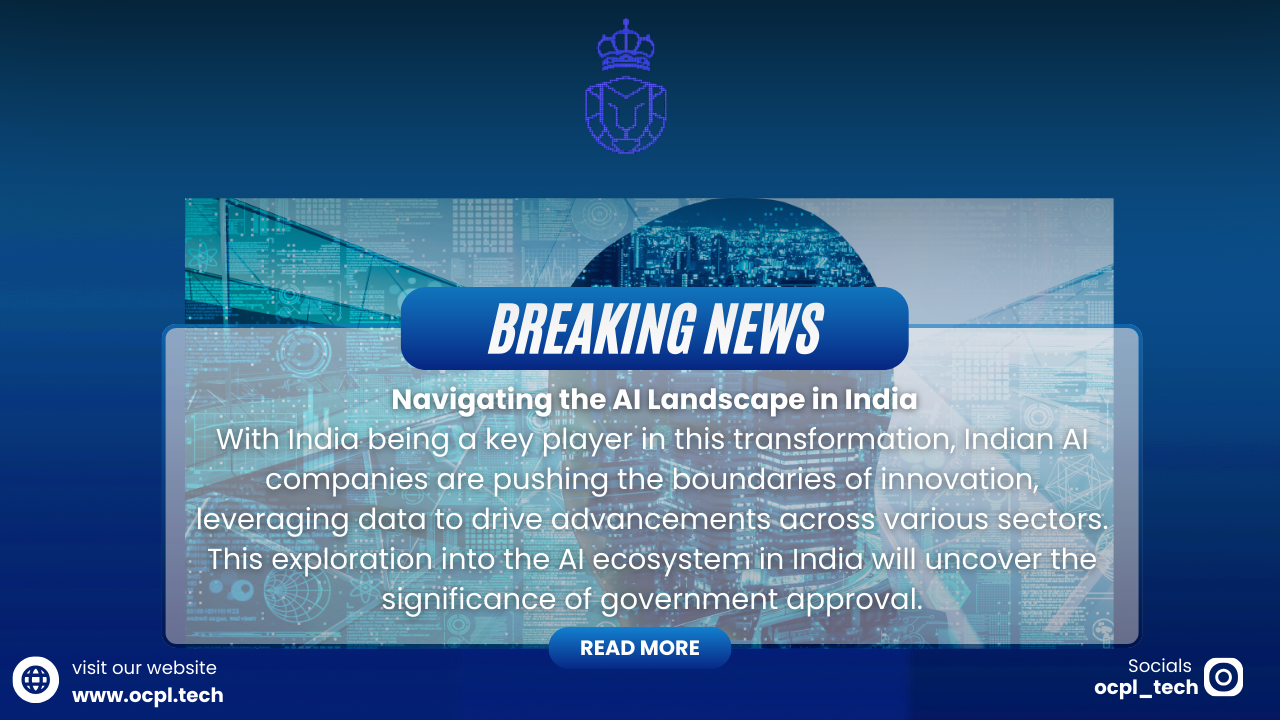 BREAKING NEWS
Navigating the AI Landscape in India
With India being a key player in this transformation, Indian AI
companies are pushing the boundaries of innovation,
leveraging data to drive advancements across various sectors.
This exploration into the AI ecosystem in India will uncover the
significance of government approval.
READ MORE
visit our website
www.ocpl.tech
Socials
ocpl_tech